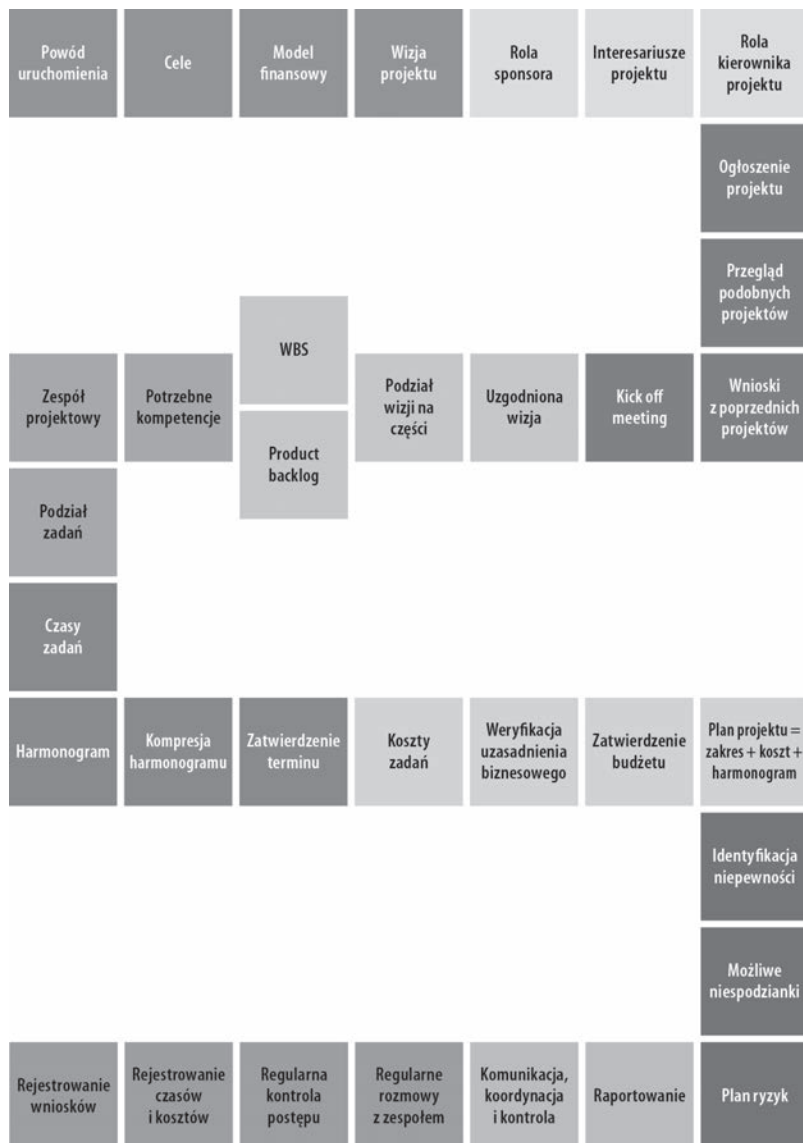 Powód
uruchomienia
Cele
Model
finansowy
Wizja
projektu
Rola
sponsora
Interesariusze
projektu
Rola
kierownika
projektu
Ogłoszenie
projektu
Przegląd
podobnych
projektów
WBS
Zespół
projektowy
Potrzebne
kompetencje
Product
backlog
Podział
wizji na
części
Uzgodniona
wizja
Kick off
meeting
Wnioski
z poprzednich
projektów
Podział
zadań
Czasy
zadań
Harmonogram
Kompresja
harmonogramu
Zatwierdzenie
terminu
Koszty
zadań
Weryfikacja
uzasadnienia
biznesowego
Zatwierdzenie
budżetu
Plan projektu =
zakres + koszt +
harmonogram
Identyfikacja
niepewności
Możliwe
niespodzianki
Rejestrowanie
wniosków
Rejestrowanie
czasów
i kosztów
Regularna
kontrola
postępu
Regularne
rozmowy
z zespołem
Komunikacja,
koordynacja
i kontrola
Raportowanie
Plan ryzyk